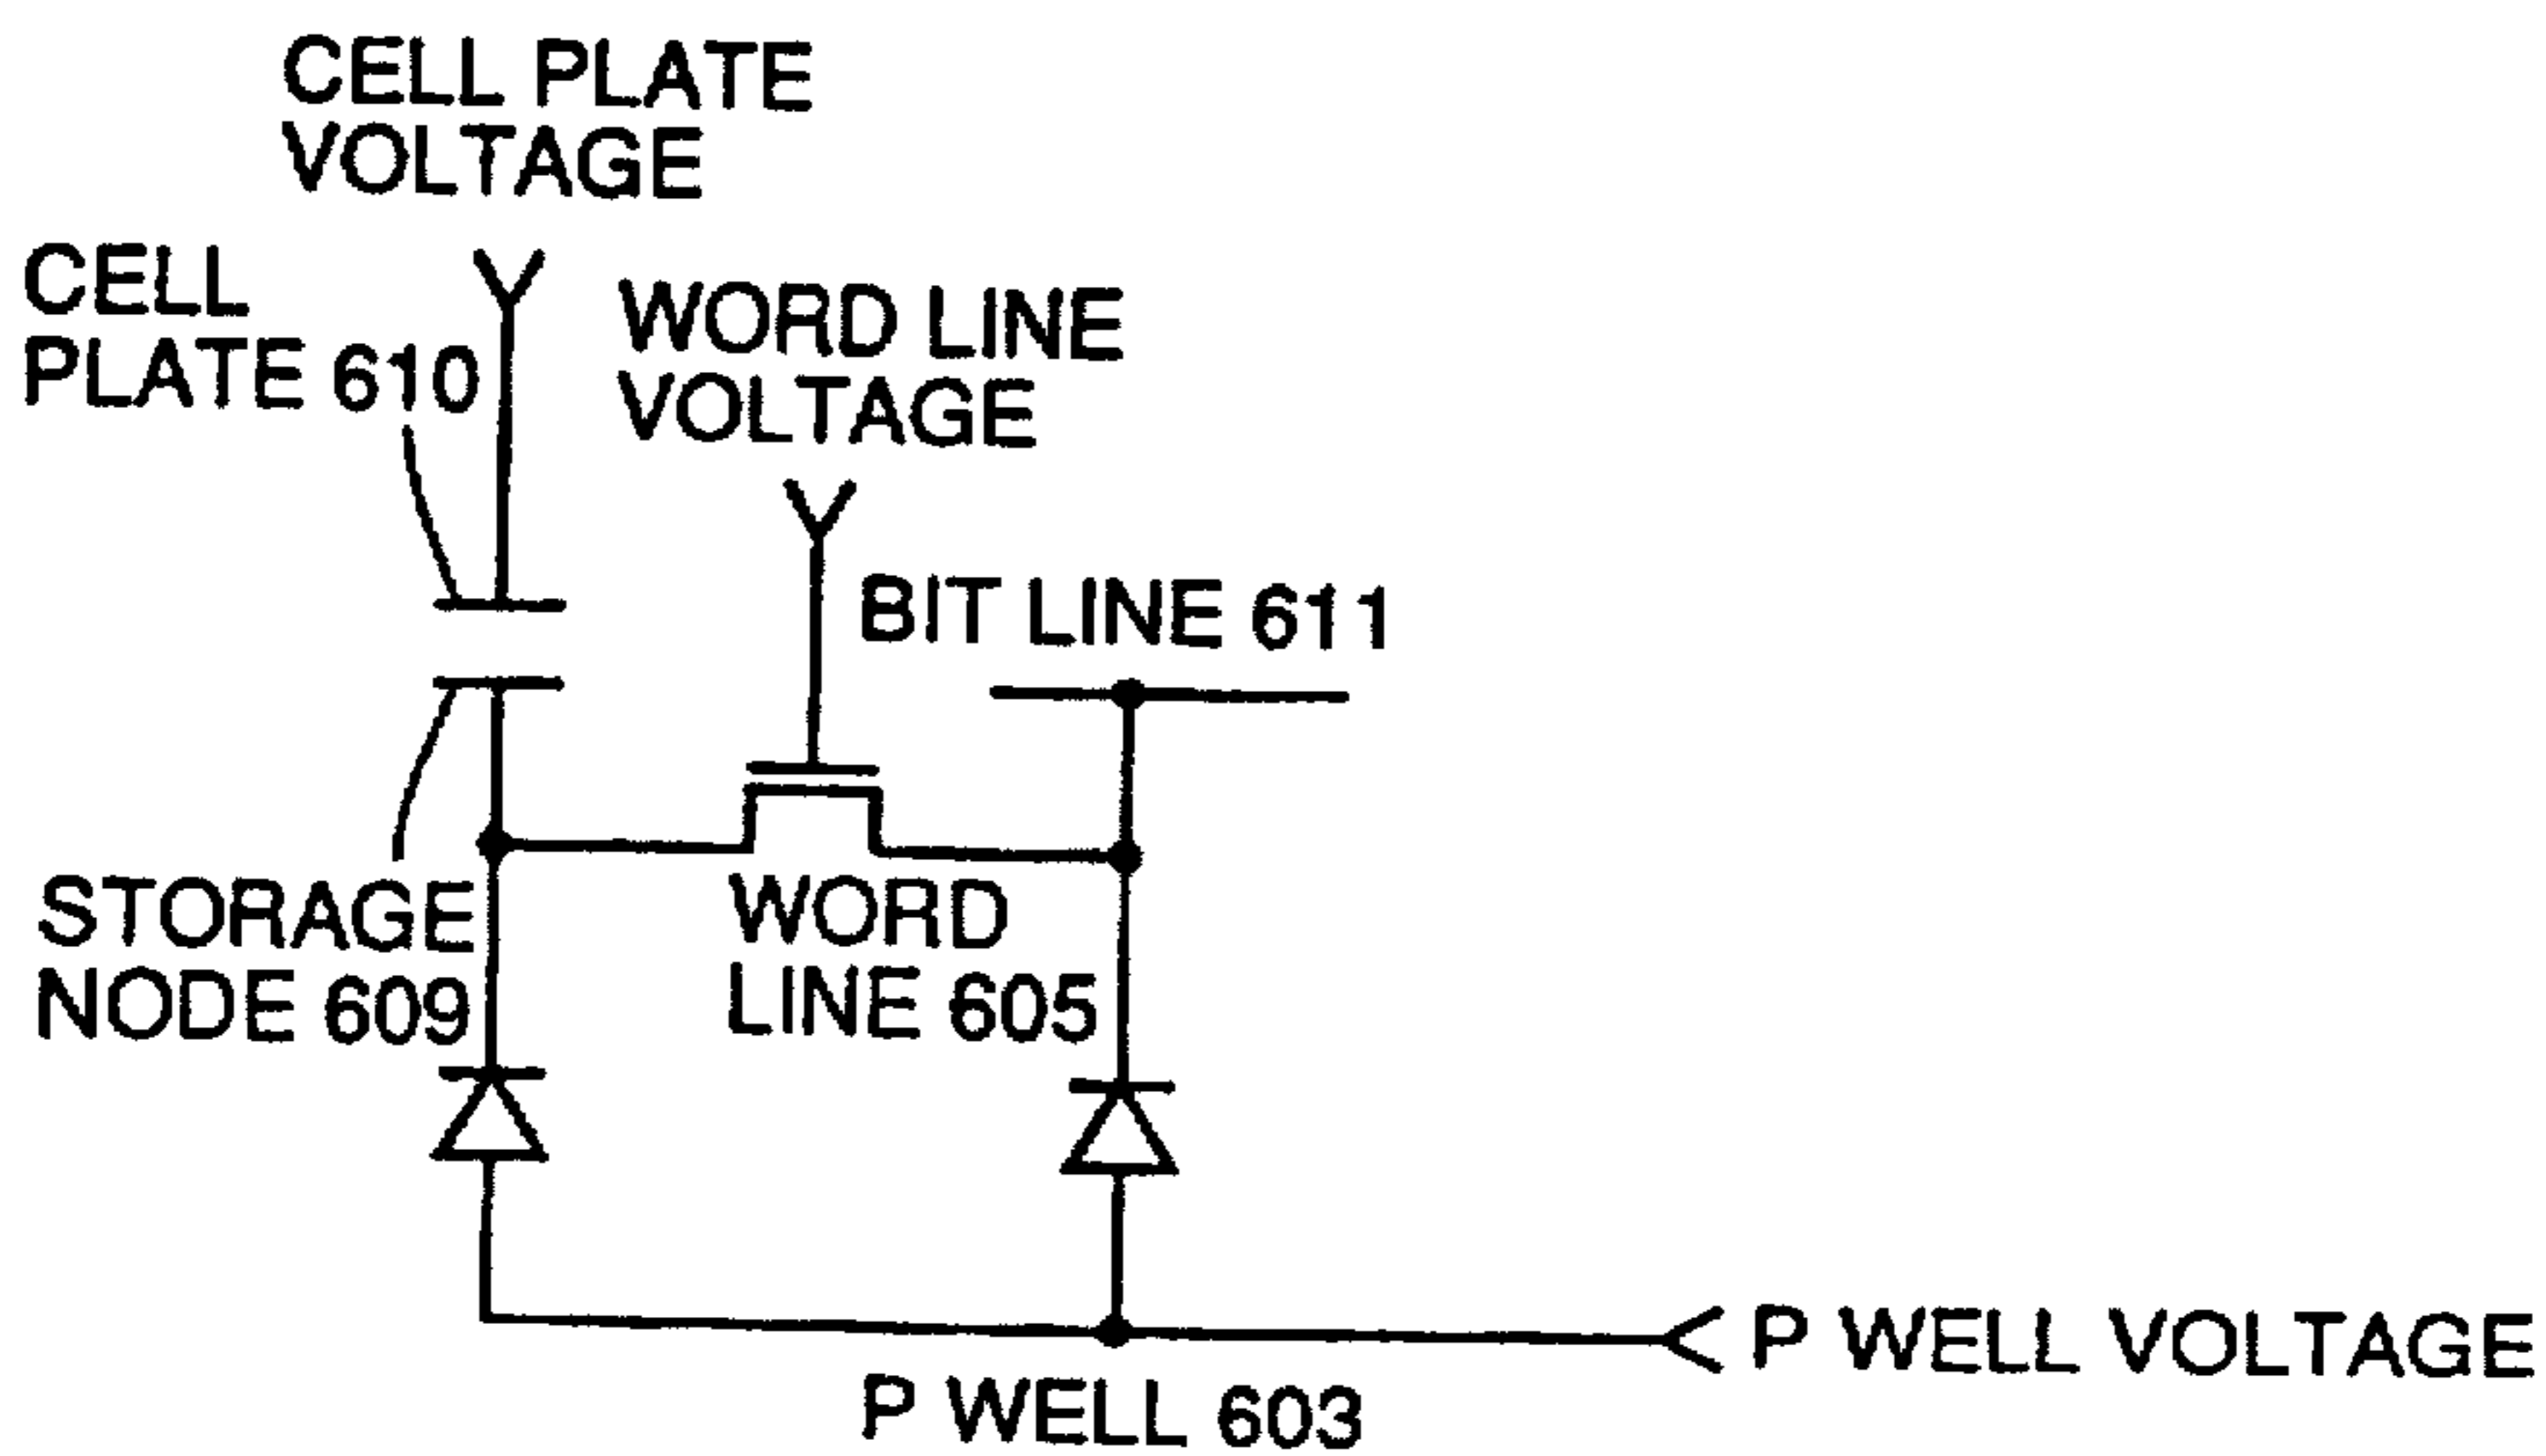 CELL PLATE
VOLTAGE
CELL
PLATE 610
WORD LINE
VOLTAGE
BIT LINE 611
STORAGE
NODE 609
WORD
LINE 605
P WELL VOLTAGE
P WELL 603